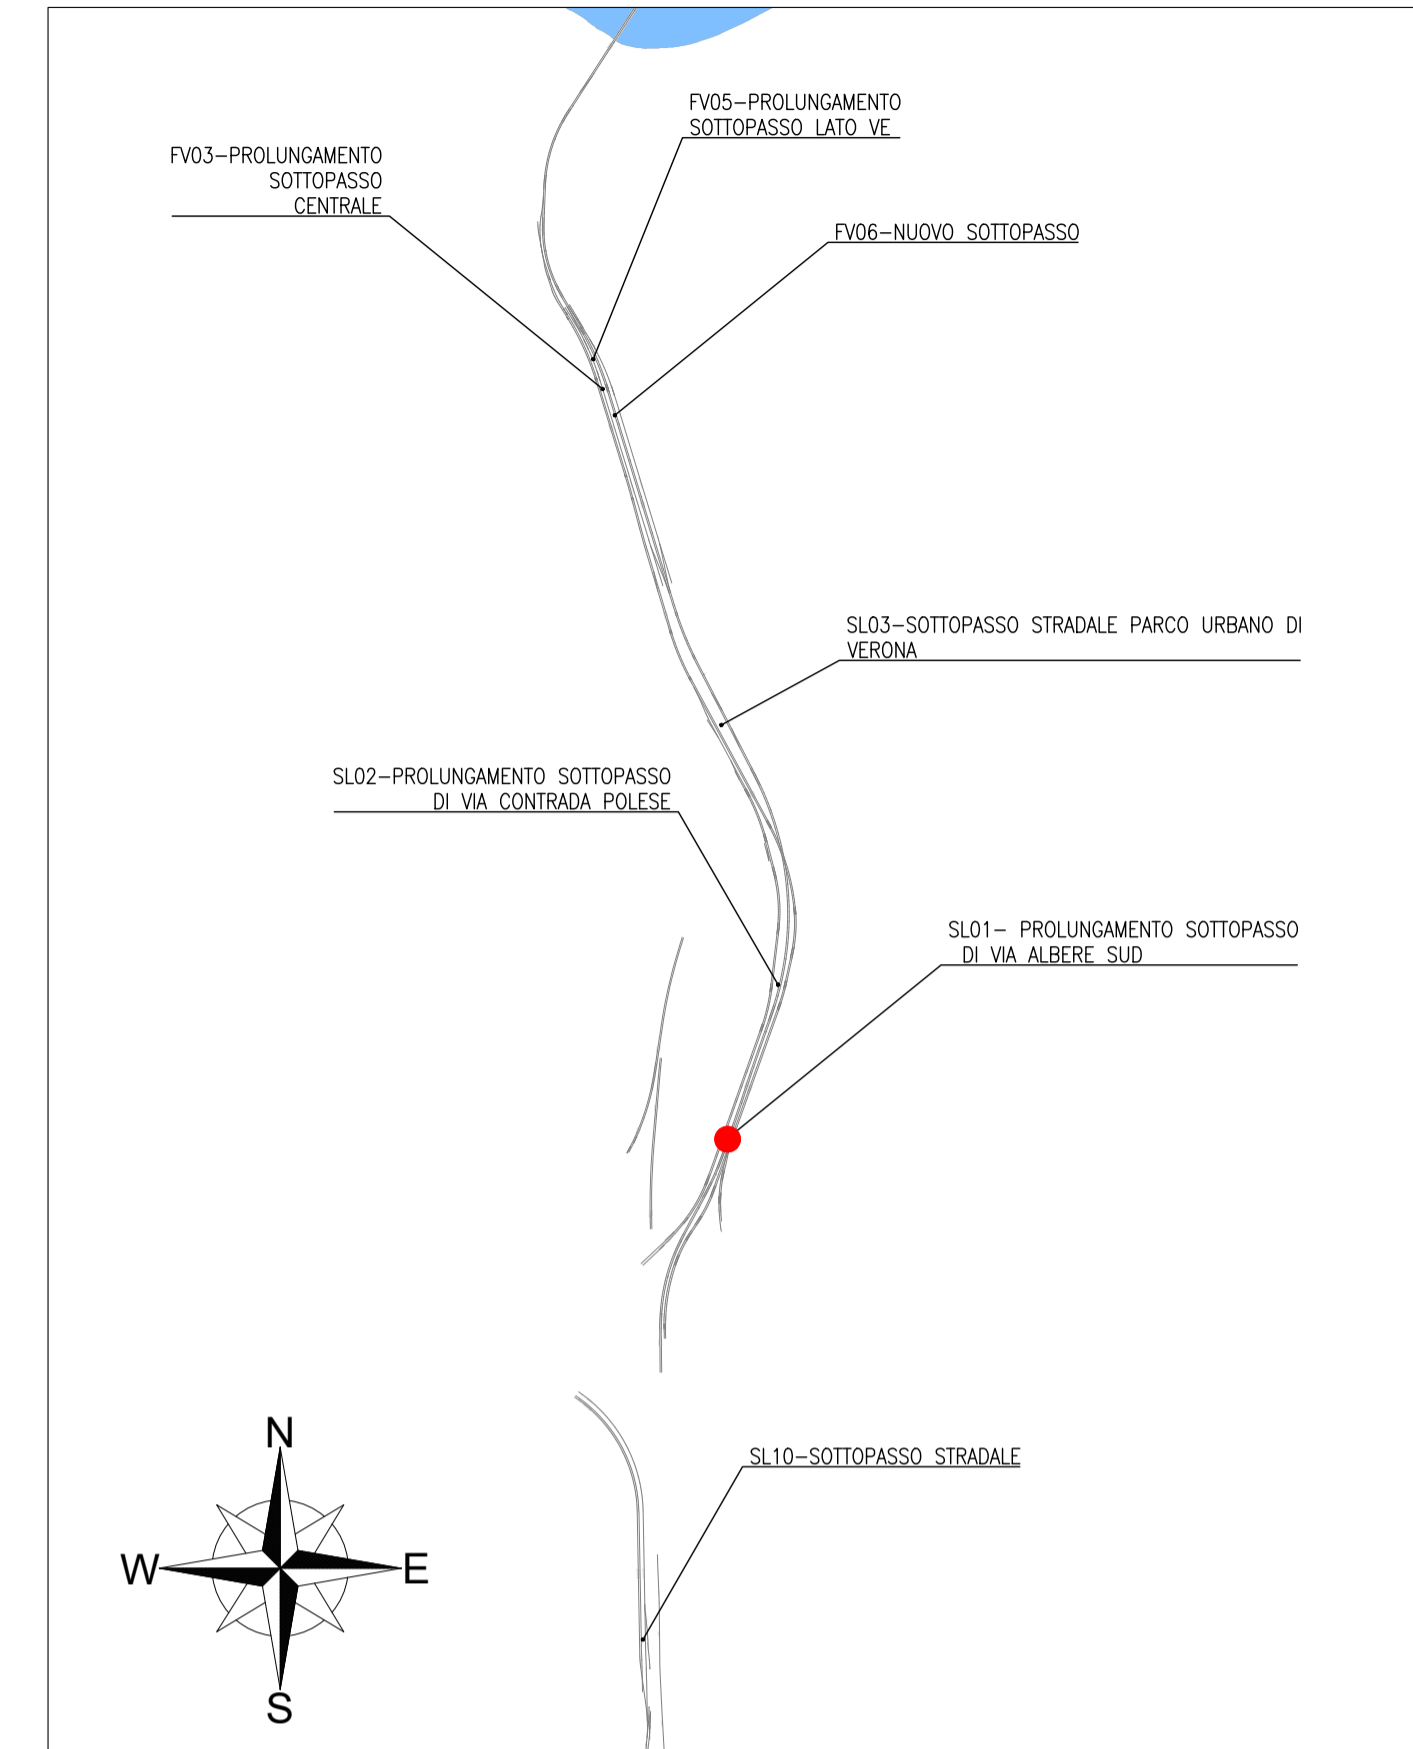 FV05-PROLUNGAMENTO
SOTTOPASSO LATO VE
FV03-PROLUNGAMENTO
SOTTOPASSO
CENTRALE
FV06-NUOVO SOTTOPASSO
SL03-SOTTOPASSO STRADALE PARCO URBANO DI
VERONA
SL02-PROLUNGAMENTO SOTTOPASSO
DI VIA CONTRADA POLESE
SL01- PROLUNGAMENTO SOTTOPASSO
DI VIA ALBERE SUD
N
SL10-SOTTOPASSO STRADALE
W
E
S